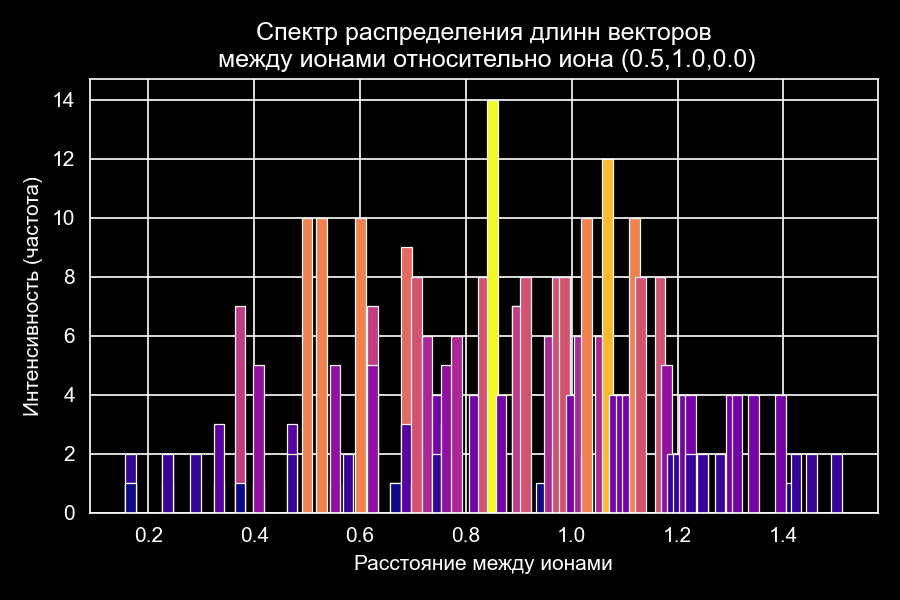 Спектр распределения длинн векторов
между ионами относительно иона (0.5,1.0,0.0)
Интенсивность (частота)
14
12
10
8
6
4
2
0
0.2 0.4 0.6 0.8 1.0 1.2 1.4
Расстояние между ионами